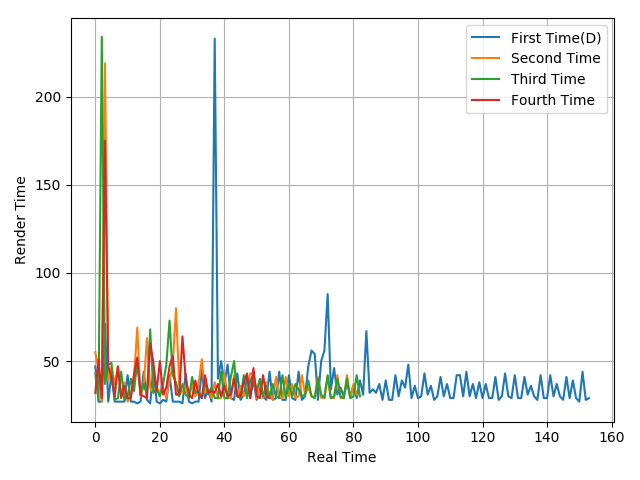 First Time(D)
Second Time
Third Time
Fourth Time
Render Time
200
150
100
50
0
20
40
60
80
100
120
140
160
Real Time